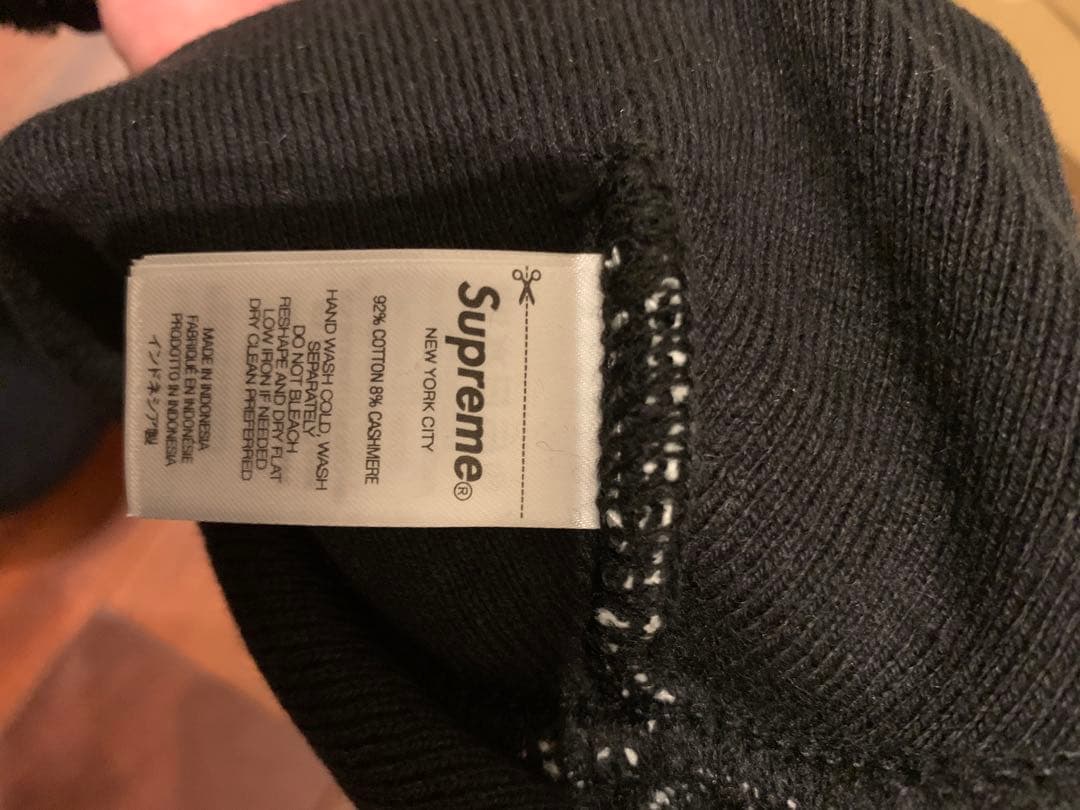 Supreme®
NEW YORK CITY
92% COTTON 8% CASHMERE
HAND WASH COLD, WASH
SEPARATELY
DO NOT BLEACH
RESHAPE AND DRY FLAT
LOW IRON IF NEEDED
DRY CLEAN PREFERRED
MADE IN INDONESIA
FABRIQUÉ EN INDONÉSIE
PRODOTTO IN INDONESIA
インドネシア製